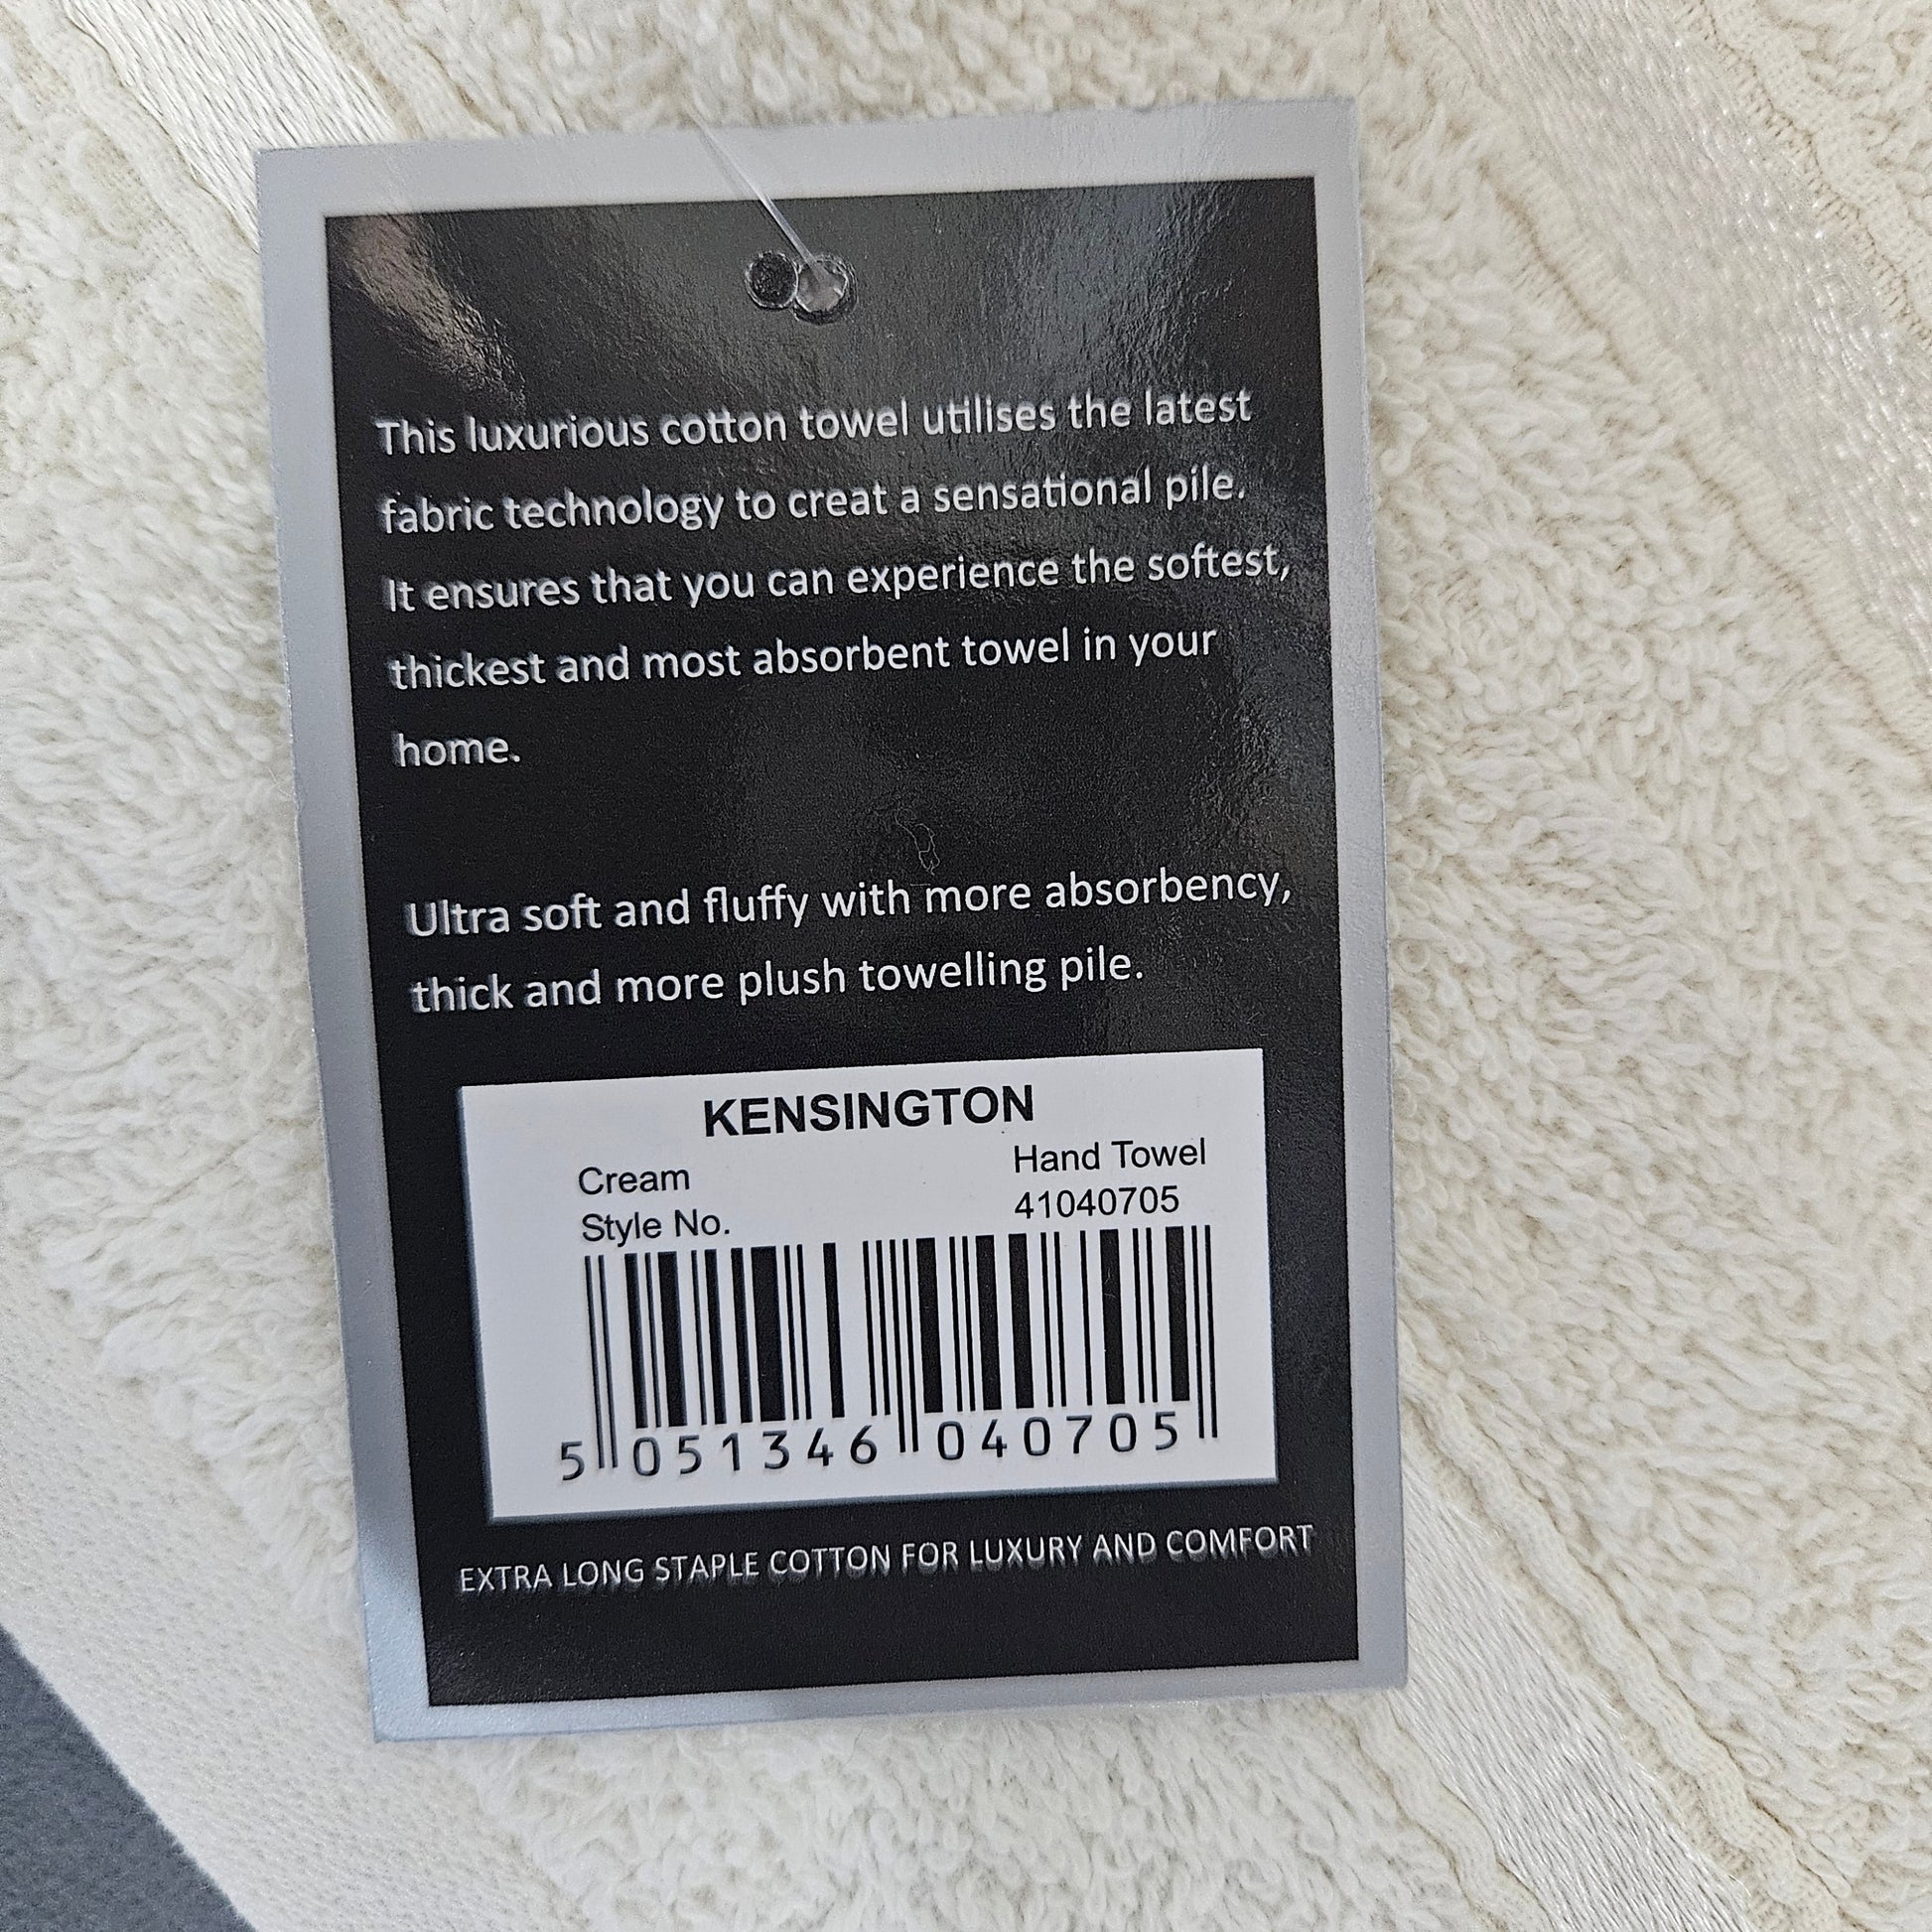 This luxurious cotton towel utilises the latest
fabric technology to creat a sensational pile.
It ensures that you can experience the softest,
thickest and most absorbent towel in your
home.
Ultra soft and fluffy with more absorbency,
thick and more plush towelling pile.
KENSINGTON
Cream Hand Towel
Style No. 41040705
5 051346 040705
EXTRA LONG STAPLE COTTON FOR LUXURY AND COMFORT